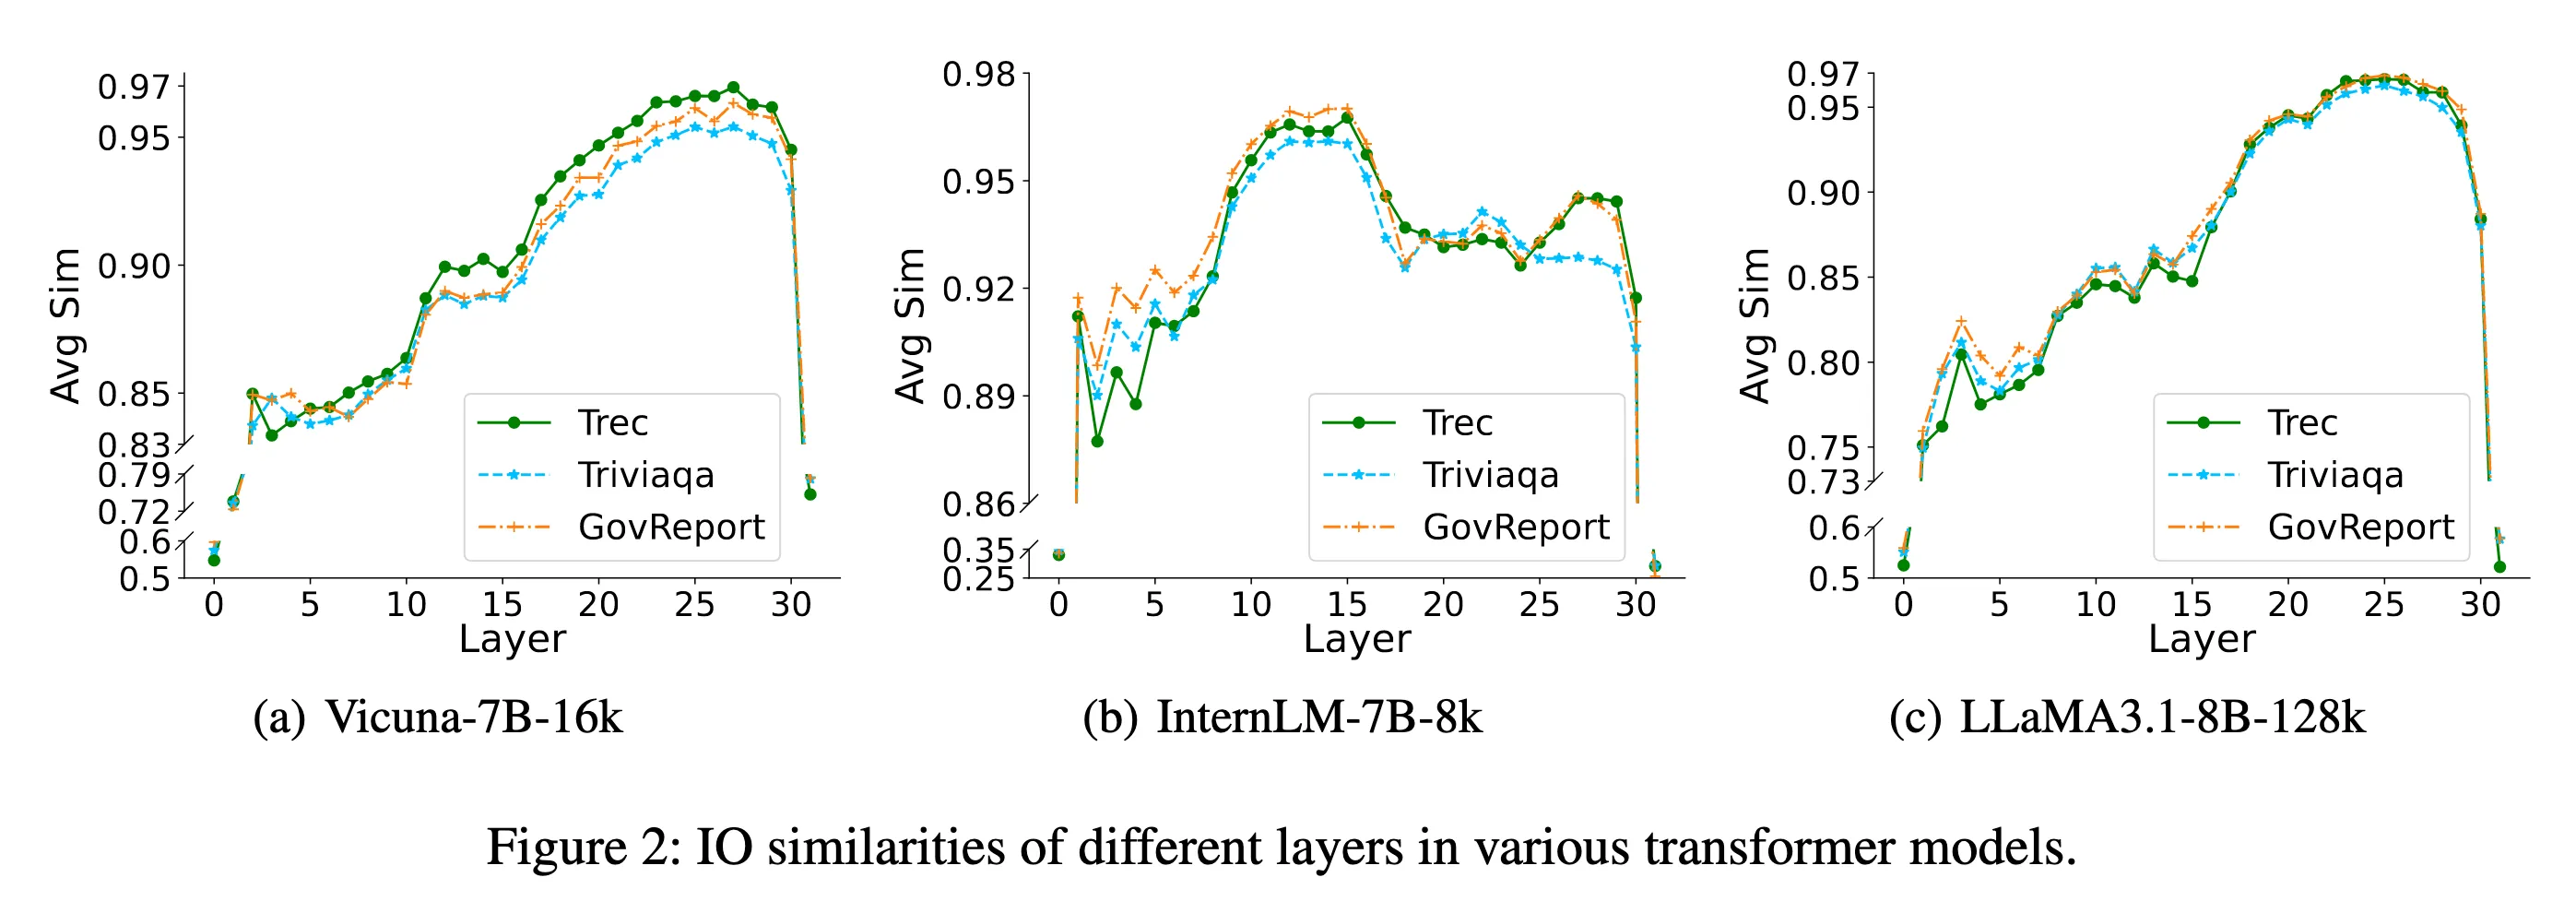 0.97
0.95
0.90
0.85
0.83
0.79
0.72
0.6
0.5
Avg Sim
0 5 10 15 20 25 30
Layer
Trec
Triviaqa
GovReport
(a) Vicuna-7B-16k
0.98
0.95
0.92
0.89
0.86
0.35
0.25
Avg Sim
0 5 10 15 20 25 30
Layer
Trec
Triviaqa
GovReport
(b) InternLM-7B-8k
0.97
0.95
0.90
0.85
0.80
0.75
0.73
0.6
0.5
Avg Sim
0 5 10 15 20 25 30
Layer
Trec
Triviaqa
GovReport
(c) LLaMA3.1-8B-128k
Figure 2: IO similarities of different layers in various transformer models.